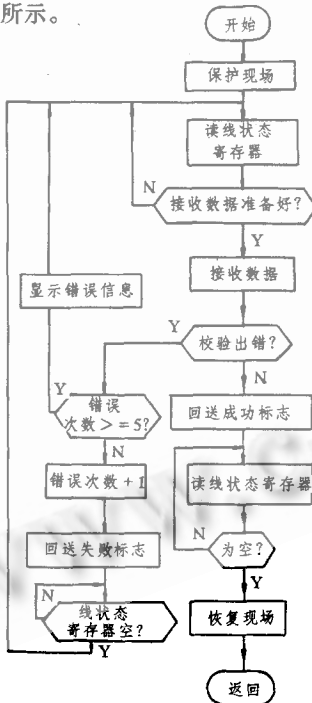 所示。
开始
保护现场
读线状态
寄存器
N
接收数据准备好?
Y
接收数据
显示错误信息
Y
校验出错?
N
Y
错误
次数>=5?
回送成功标志
N
错误次数+1
读线状态寄存器
回送失败标志
N
为空?
Y
N
线状态
寄存器空?
Y
恢复现场
返回